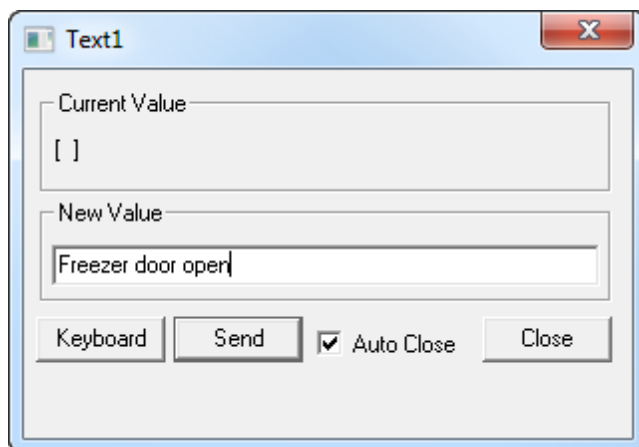 Text1
Current Value
[ ]
New Value
Freezer door open
Keyboard Send Auto Close Close